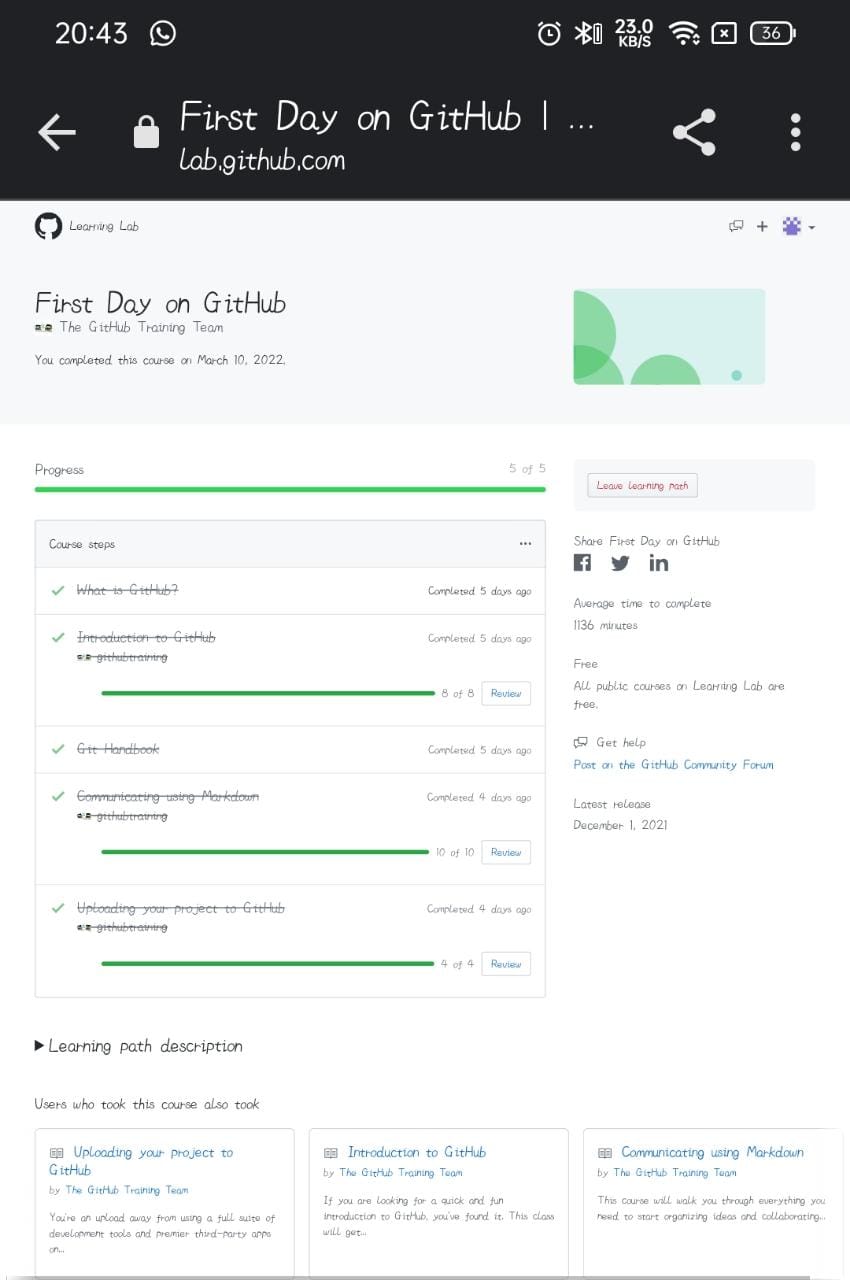 20:43
23.0
KB/S
36
First Day on GitHub | ...
lab.github.com
Learning Lab
First Day on GitHub
The GitHub Training Team
You completed this course on March 10, 2022.
Progress 5 of 5
Leave learning path
Course steps
What is GitHub? Completed 5 days ago
Introduction to GitHub Completed 5 days ago
githubtraining
8 of 8 Review
Git Handbook Completed 5 days ago
Communicating using Markdown Completed 4 days ago
githubtraining
10 of 10 Review
Uploading your project to GitHub Completed 4 days ago
githubtraining
4 of 4 Review
Share First Day on GitHub
Average time to complete
1136 minutes
Free
All public courses on Learning Lab are
free.
Get help
Post on the GitHub Community Forum
Latest release
December 1, 2021
Learning path description
Users who took this course also took
Uploading your project to
GitHub
by The GitHub Training Team
You're an upload away from using a full suite of
development tools and premier third-party apps
on...
Introduction to GitHub
by The GitHub Training Team
If you are looking for a quick and fun
introduction to GitHub, you've found it. This class
will get...
Communicating using Markdown
by The GitHub Training Team
This course will walk you through everything you
need to start organizing ideas and collaborating...